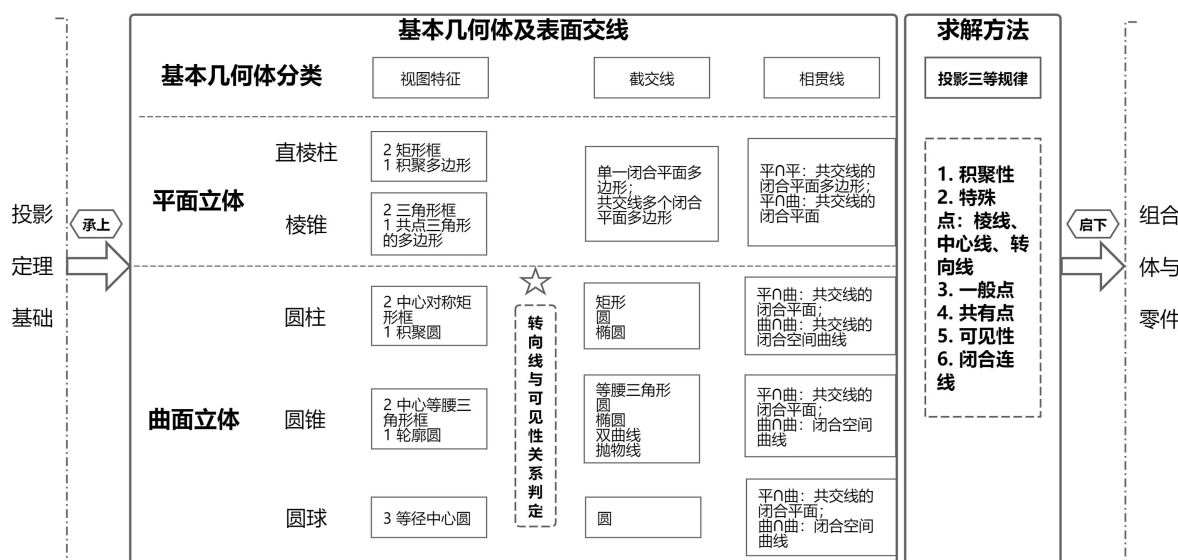 基本几何体及表面交线
求解方法
基本几何体分类
视图特征
截交线
相贯线
投影三等规律
投影
定理
基础
承上
平面立体
直棱柱
2 矩形框
1 积聚多边形
棱锥
2 三角形框
1 共点三角形
的多边形
单一闭合平面多
边形；
共交线多个闭合
平面多边形
平∩平：共交线的
闭合平面多边形；
平∩曲：共交线的
闭合平面
曲面立体
圆柱
2 中心对称矩
形框
1 积聚圆
矩形
圆
椭圆
平∩曲：共交线的
闭合平面；
曲∩曲：共交线的
闭合空间曲线
圆锥
2 中心等腰三
角形框
1 轮廓圆
等腰三角形
圆
椭圆
双曲线
抛物线
平∩曲：共交线的
闭合平面；
曲∩曲：闭合空间
曲线
圆球
3 等径中心圆
圆
平∩曲：共交线的
闭合平面；
曲∩曲：闭合空间
曲线
转向线与可见性关系判定
1. 积聚性
2. 特殊
点：棱线、
中心线、转
向线
3. 一般点
4. 共有点
5. 可见性
6. 闭合连
线
启下
组合
体与
零件